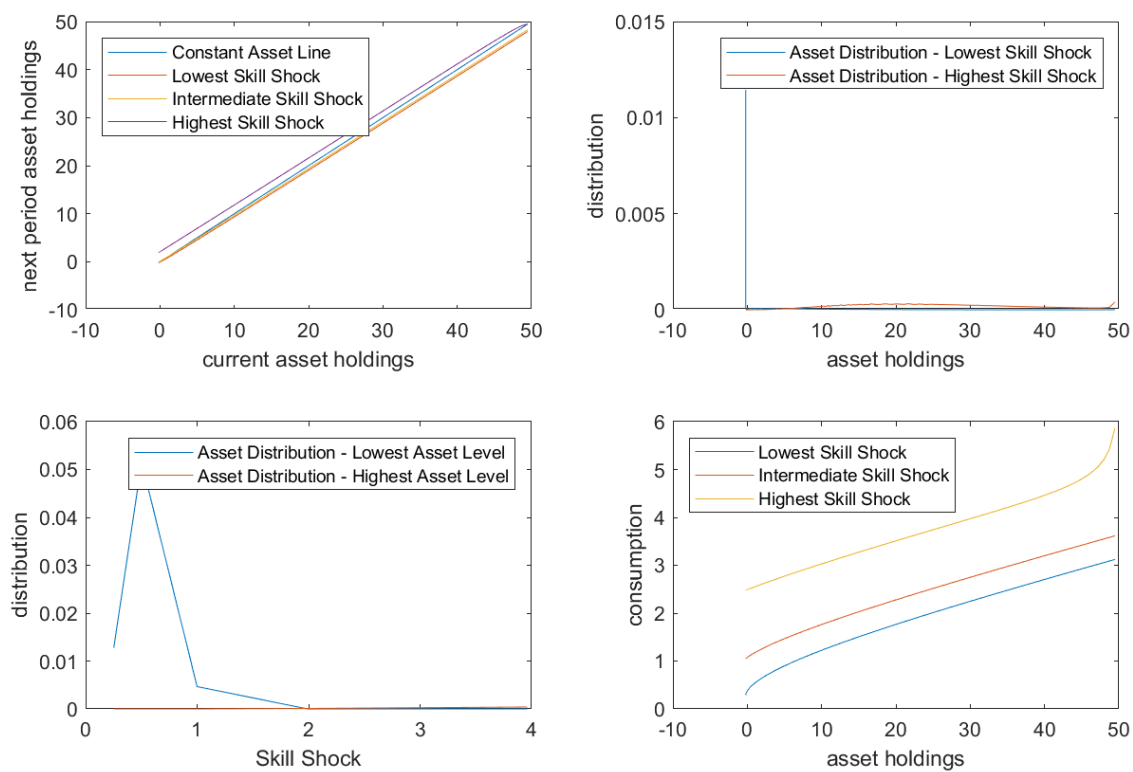 50
40
30
20
10
0
-10
next period asset holdings
Constant Asset Line
Lowest Skill Shock
Intermediate Skill Shock
Highest Skill Shock
-10 0 10 20 30 40 50
current asset holdings
0.015
0.01
0.005
0
distribution
Asset Distribution - Lowest Skill Shock
Asset Distribution - Highest Skill Shock
-10 0 10 20 30 40 50
asset holdings
0.06
0.05
0.04
0.03
0.02
0.01
0
distribution
Asset Distribution - Lowest Asset Level
Asset Distribution - Highest Asset Level
0 1 2 3 4
Skill Shock
6
5
4
3
2
1
0
consumption
Lowest Skill Shock
Intermediate Skill Shock
Highest Skill Shock
-10 0 10 20 30 40 50
asset holdings